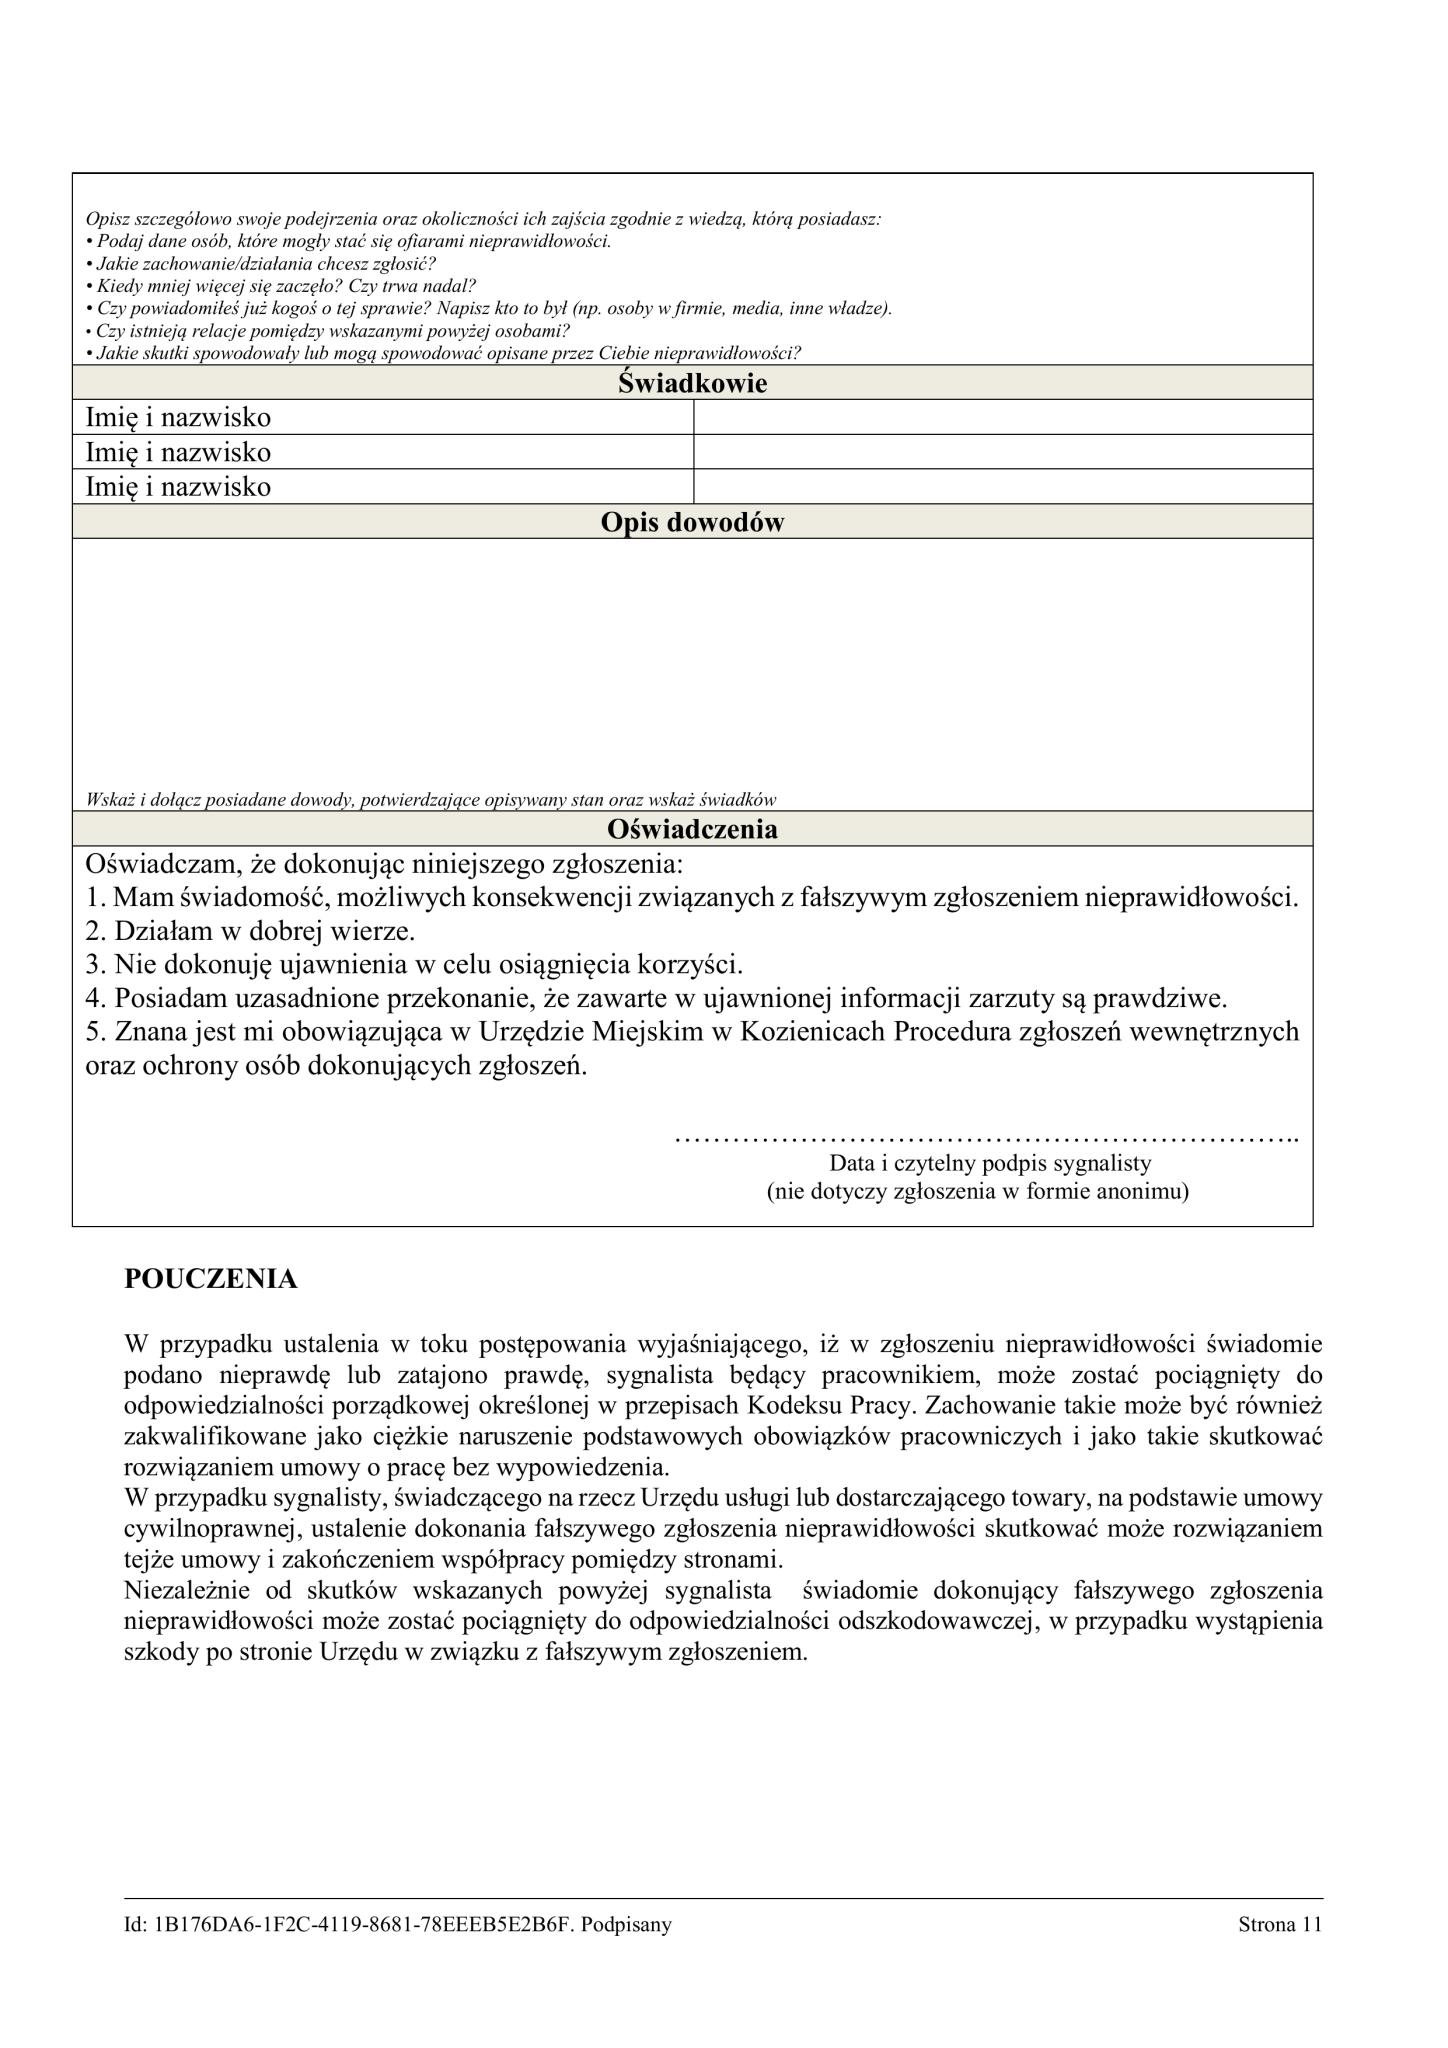 Opisz szczegółowo swoje podejrzenia oraz okoliczności ich zajścia zgodnie z wiedzą, którą posiadasz:
• Podaj dane osób, które mogły stać się ofiarami nieprawidłowości.
• Jakie zachowanie/działania chcesz zgłosić?
• Kiedy mniej więcej się zaczęło? Czy trwa nadal?
• Czy powiadomiłeś już kogoś o tej sprawie? Napisz kto to był (np. osoby w firmie, media, inne władze).
• Czy istnieją relacje pomiędzy wskazanymi powyżej osobami?
• Jakie skutki spowodowały lub mogą spowodować opisane przez Ciebie nieprawidłowości?
Świadkowie
Imię i nazwisko
Imię i nazwisko
Imię i nazwisko
Opis dowodów
Wskaż i dołącz posiadane dowody, potwierdzające opisywany stan oraz wskaż świadków
Oświadczenia
Oświadczam, że dokonując niniejszego zgłoszenia:
1. Mam świadomość, możliwych konsekwencji związanych z fałszywym zgłoszeniem nieprawidłowości.
2. Działam w dobrej wierze.
3. Nie dokonuję ujawnienia w celu osiągnięcia korzyści.
4. Posiadam uzasadnione przekonanie, że zawarte w ujawnionej informacji zarzuty są prawdziwe.
5. Znana jest mi obowiązująca w Urzędzie Miejskim w Kozienicach Procedura zgłoszeń wewnętrznych
oraz ochrony osób dokonujących zgłoszeń.
…………………………………………………………..
Data i czytelny podpis sygnalisty
(nie dotyczy zgłoszenia w formie anonimu)
POUCZENIA
W przypadku ustalenia w toku postępowania wyjaśniającego, iż w zgłoszeniu nieprawidłowości świadomie
podano nieprawdę lub zatajono prawdę, sygnalista będący pracownikiem, może zostać pociągnięty do
odpowiedzialności porządkowej określonej w przepisach Kodeksu Pracy. Zachowanie takie może być również
zakwalifikowane jako ciężkie naruszenie podstawowych obowiązków pracowniczych i jako takie skutkować
rozwiązaniem umowy o pracę bez wypowiedzenia.
W przypadku sygnalisty, świadczącego na rzecz Urzędu usługi lub dostarczającego towary, na podstawie umowy
cywilnoprawnej, ustalenie dokonania fałszywego zgłoszenia nieprawidłowości skutkować może rozwiązaniem
tejże umowy i zakończeniem współpracy pomiędzy stronami.
Niezależnie od skutków wskazanych powyżej sygnalista świadomie dokonujący fałszywego zgłoszenia
nieprawidłowości może zostać pociągnięty do odpowiedzialności odszkodowawczej, w przypadku wystąpienia
szkody po stronie Urzędu w związku z fałszywym zgłoszeniem.
Id: 1B176DA6-1F2C-4119-8681-78EEEB5E2B6F. Podpisany
Strona 11